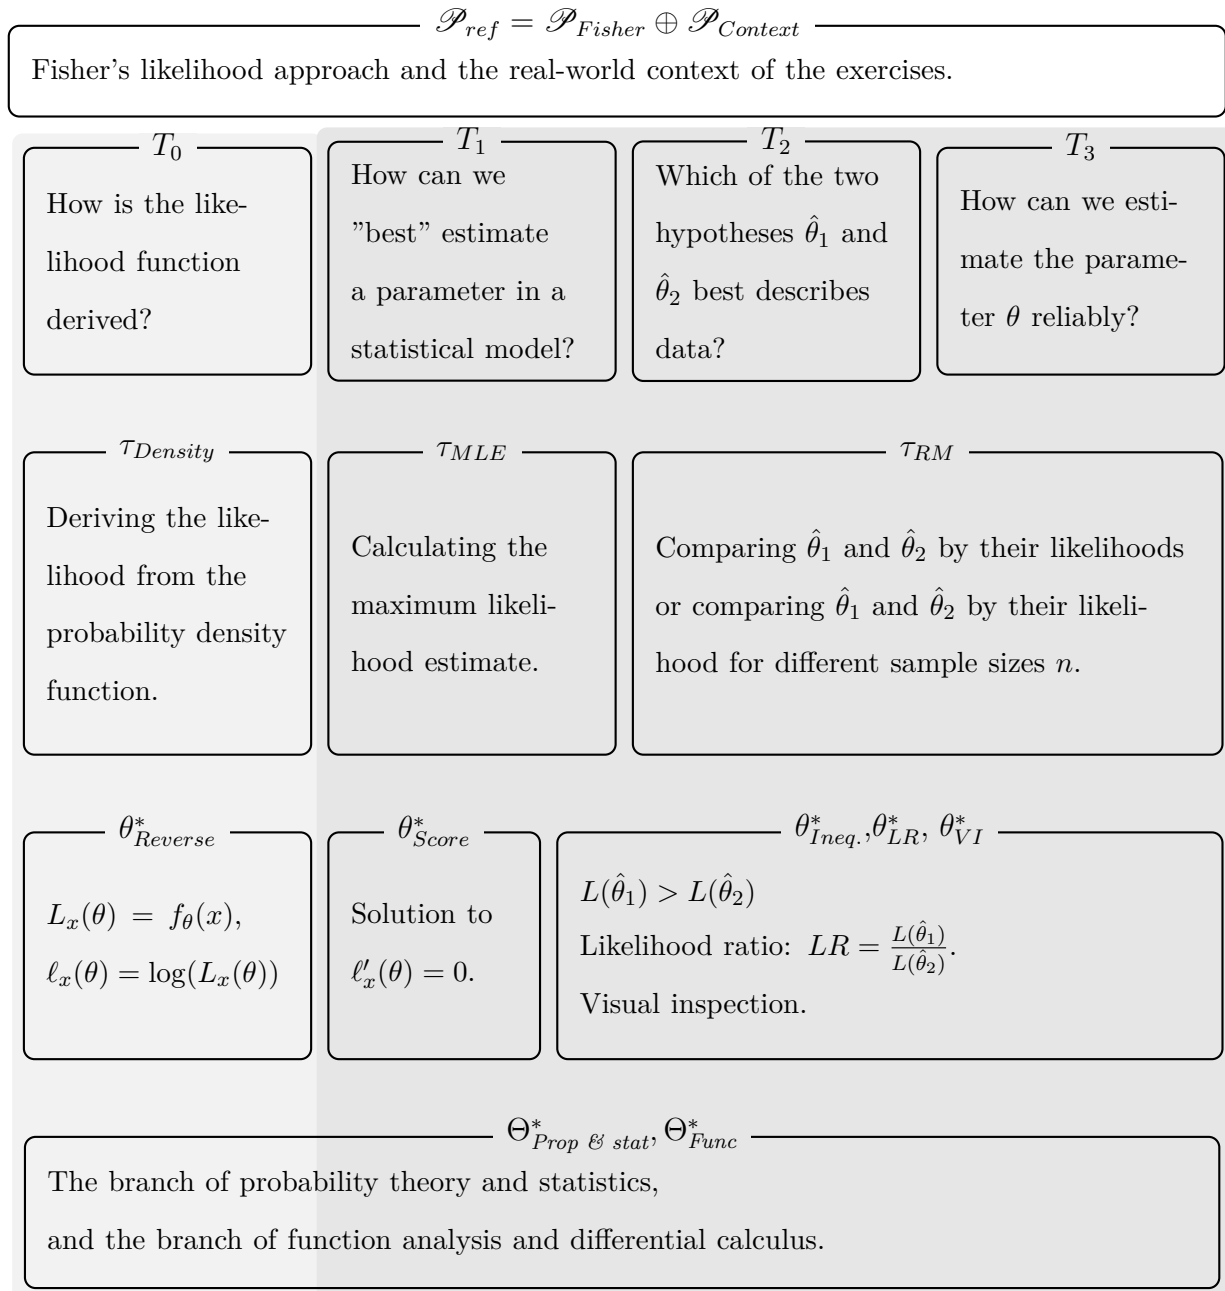 𝒫_ref = 𝒫_Fisher ⊕ 𝒫_Context
Fisher's likelihood approach and the real-world context of the exercises.
T_0
How is the like-
lihood function
derived?
T_1
How can we
"best" estimate
a parameter in a
statistical model?
T_2
Which of the two
hypotheses θ̂_1 and
θ̂_2 best describes
data?
T_3
How can we esti-
mate the parame-
ter θ reliably?
τ_Density
Deriving the like-
lihood from the
probability density
function.
τ_MLE
Calculating the
maximum likeli-
hood estimate.
τ_RM
Comparing θ̂_1 and θ̂_2 by their likelihoods
or comparing θ̂_1 and θ̂_2 by their likeli-
hood for different sample sizes n.
θ*_Reverse
L_x(θ) = f_θ(x),
ℓ_x(θ) = log(L_x(θ))
θ*_Score
Solution to
ℓ′_x(θ) = 0.
θ*_Ineq.,θ*_LR, θ*_VI
L(θ̂_1) > L(θ̂_2)
Likelihood ratio: LR = L(θ̂_1)/L(θ̂_2).
Visual inspection.
Θ*_Prop & stat, Θ*_Func
The branch of probability theory and statistics,
and the branch of function analysis and differential calculus.